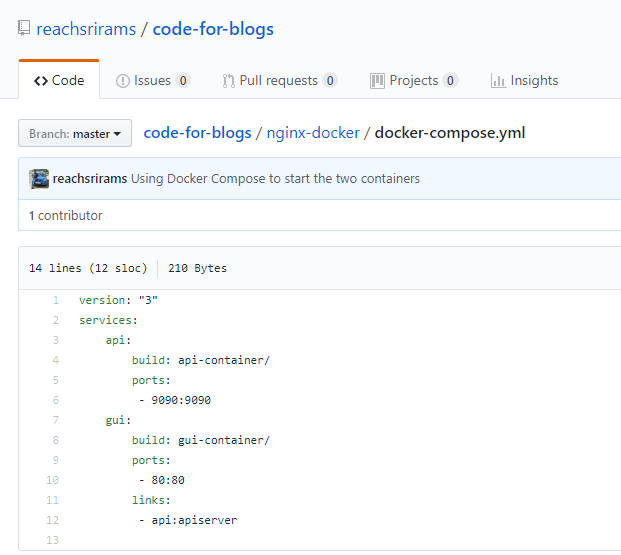 reachsrirams / code-for-blogs
Code Issues 0 Pull requests 0 Projects 0 Insights
Branch: master code-for-blogs / nginx-docker / docker-compose.yml
reachsrirams Using Docker Compose to start the two containers
1 contributor
14 lines (12 sloc) 210 Bytes
1 version: "3"
2 services:
3     api:
4         build: api-container/
5         ports:
6          - 9090:9090
7     gui:
8         build: gui-container/
9         ports:
10          - 80:80
11         links:
12          - api:apiserver
13